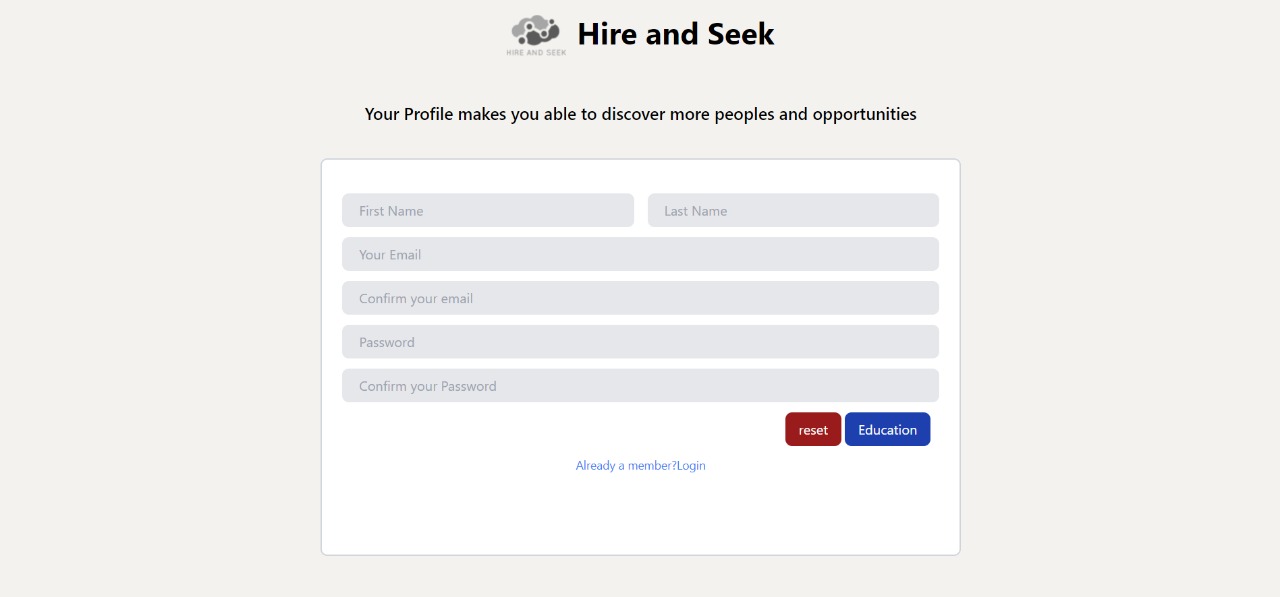 HIRE AND SEEK
Hire and Seek
Your Profile makes you able to discover more peoples and opportunities
First Name
Last Name
Your Email
Confirm your email
Password
Confirm your Password
reset
Education
Already a member?Login